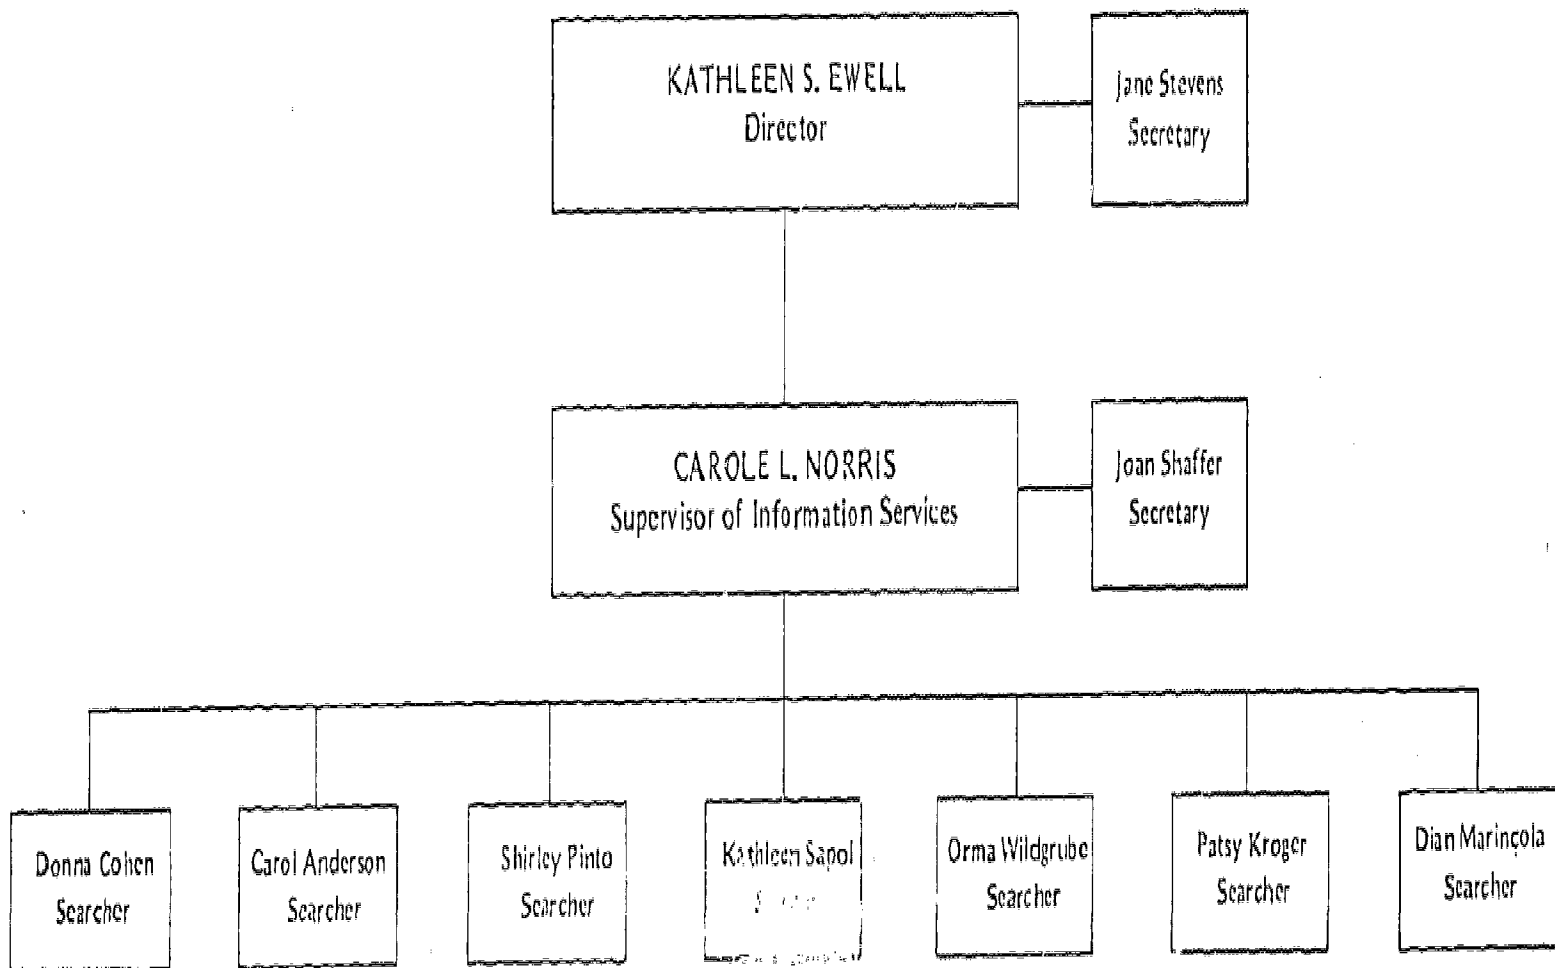 KATHLEEN S. EWELL
Director
Jane Stevens
Secretary
CAROLE L. NORRIS
Supervisor of Information Services
Joan Shaffer
Secretary
Donna Cohen
Searcher
Carol Anderson
Searcher
Shirley Pinto
Searcher
Kathleen Sapol
Orma Wildgrube
Searcher
Patsy Kroger
Searcher
Dian Marinçola
Searcher